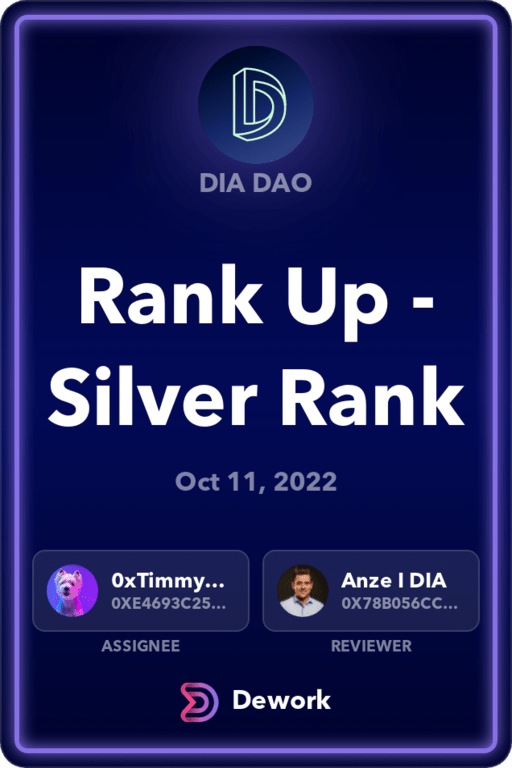 DIA DAO
Rank Up -
Silver Rank
Oct 11, 2022
0xTimmy...
0XE4693C25...
ASSIGNEE
Anze I DIA
0X78B056CC...
REVIEWER
Dework